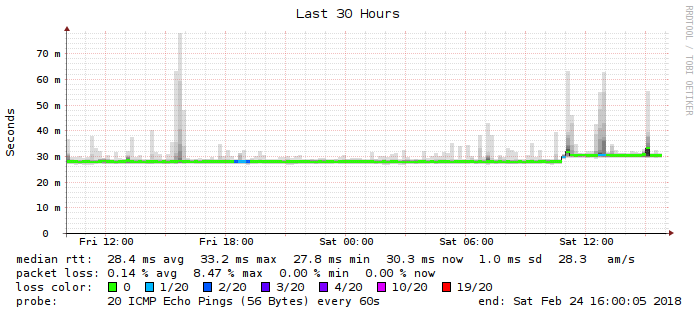 Last 30 Hours
RRDTOOL / TOBI OETIKER
Seconds
70 m
60 m
50 m
40 m
30 m
20 m
10 m
0
Fri 12:00 Fri 18:00 Sat 00:00 Sat 06:00 Sat 12:00
median rtt: 28.4 ms avg 33.2 ms max 27.8 ms min 30.3 ms now 1.0 ms sd 28.3 am/s
packet loss: 0.14 % avg 8.47 % max 0.00 % min 0.00 % now
loss color: 0 1/20 2/20 3/20 4/20 10/20 19/20
probe: 20 ICMP Echo Pings (56 Bytes) every 60s end: Sat Feb 24 16:00:05 2018